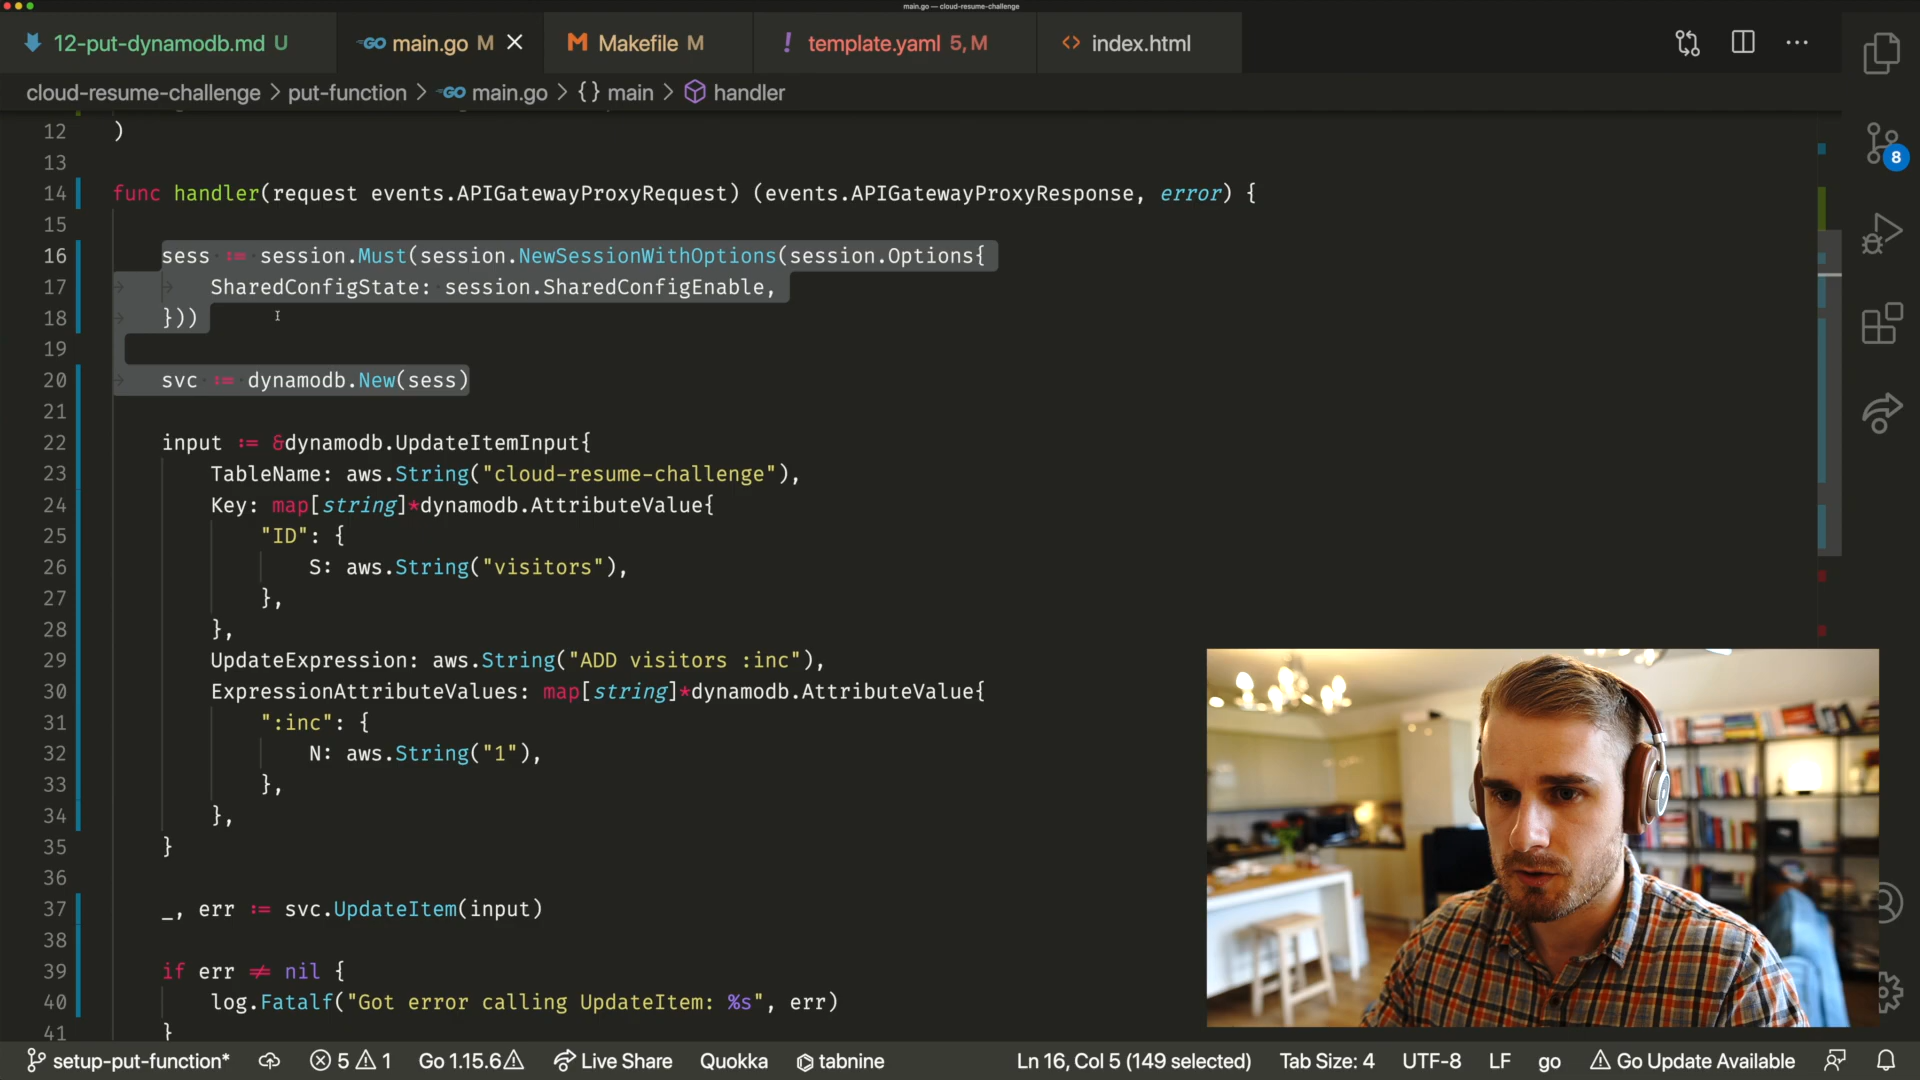 main.go — cloud-resume-challenge
12-put-dynamodb.md U
GO main.go M
M Makefile M
! template.yaml 5, M
<> index.html
cloud-resume-challenge > put-function > GO main.go > {} main > handler
12 )
13
14 func handler(request events.APIGatewayProxyRequest) (events.APIGatewayProxyResponse, error) {
15
16 sess := session.Must(session.NewSessionWithOptions(session.Options{
17 SharedConfigState: session.SharedConfigEnable,
18 }))
19
20 svc := dynamodb.New(sess)
21
22 input := &dynamodb.UpdateItemInput{
23 TableName: aws.String("cloud-resume-challenge"),
24 Key: map[string]*dynamodb.AttributeValue{
25 "ID": {
26 S: aws.String("visitors"),
27 },
28 },
29 UpdateExpression: aws.String("ADD visitors :inc"),
30 ExpressionAttributeValues: map[string]*dynamodb.AttributeValue{
31 ":inc": {
32 N: aws.String("1"),
33 },
34 },
35 }
36
37 _, err := svc.UpdateItem(input)
38
39 if err ≠ nil {
40 log.Fatalf("Got error calling UpdateItem: %s", err)
41 }
8
setup-put-function* 5 1 Go 1.15.6 Live Share Quokka tabnine Ln 16, Col 5 (149 selected) Tab Size: 4 UTF-8 LF go Go Update Available